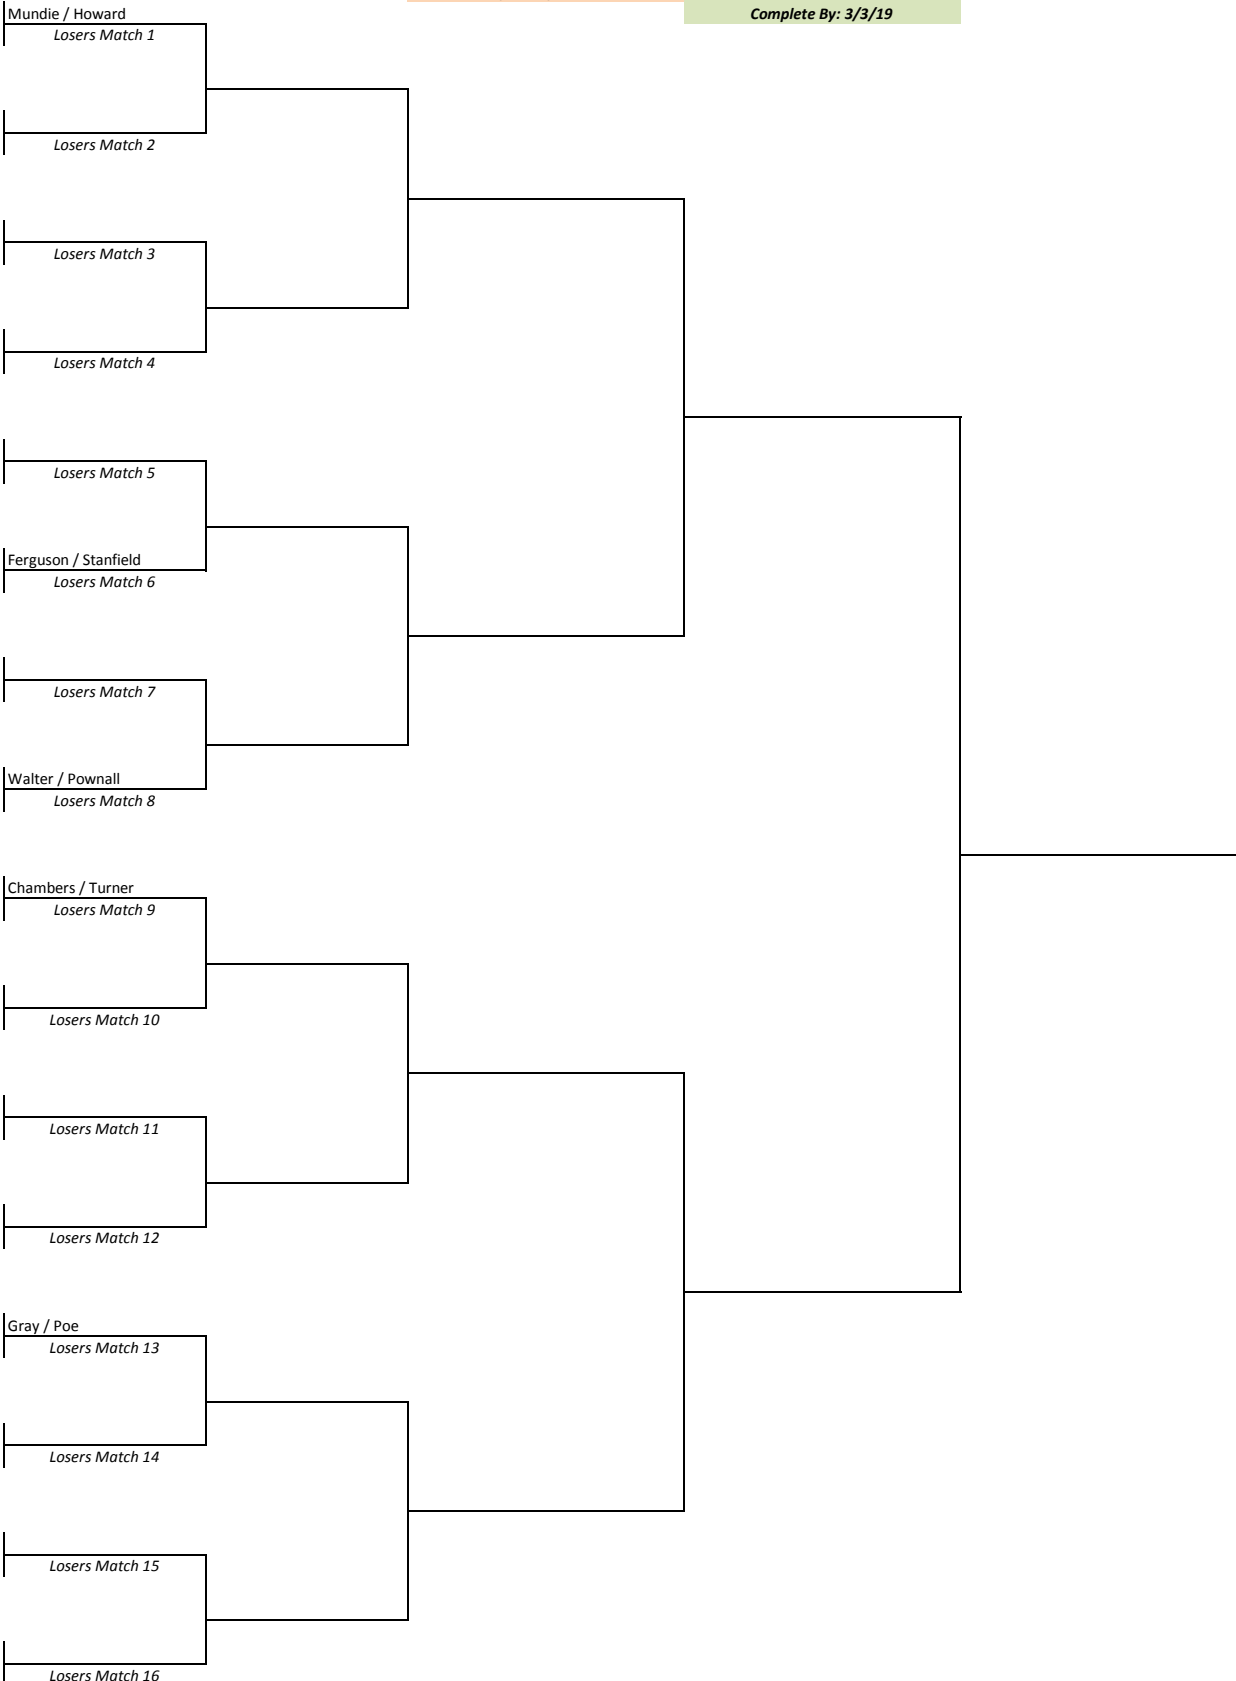 Complete By: 3/3/19
Mundie / Howard
Losers Match 1
Losers Match 2
Losers Match 3
Losers Match 4
Losers Match 5
Ferguson / Stanfield
Losers Match 6
Losers Match 7
Walter / Pownall
Losers Match 8
Chambers / Turner
Losers Match 9
Losers Match 10
Losers Match 11
Losers Match 12
Gray / Poe
Losers Match 13
Losers Match 14
Losers Match 15
Losers Match 16